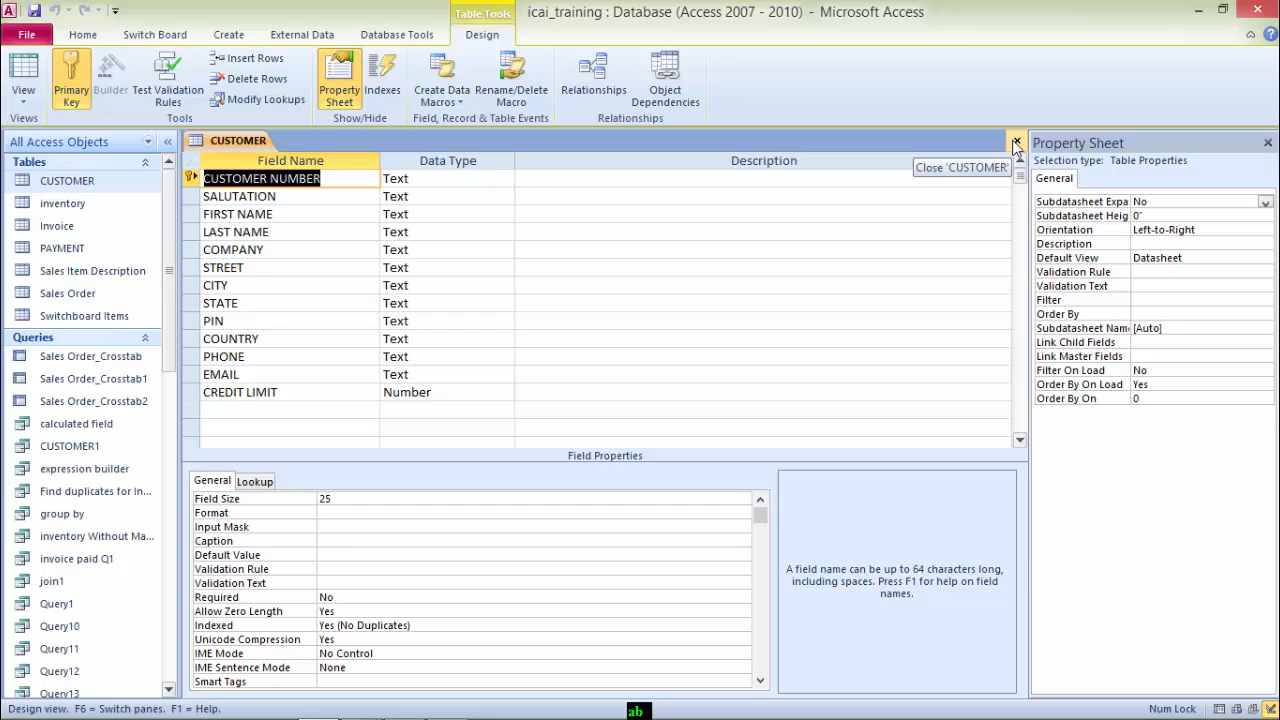 Table Tools
icai_training : Database (Access 2007 - 2010) - Microsoft Access
File Home Switch Board Create External Data Database Tools Design
View
Primary Key
Builder
Test Validation Rules
Insert Rows
Delete Rows
Modify Lookups
Property Sheet
Indexes
Create Data Macros
Rename/Delete Macro
Relationships
Object Dependencies
Views Tools Show/Hide Field, Record & Table Events Relationships
All Access Objects
Tables
CUSTOMER
inventory
Invoice
PAYMENT
Sales Item Description
Sales Order
Switchboard Items
Queries
Sales Order_Crosstab
Sales Order_Crosstab1
Sales Order_Crosstab2
calculated field
CUSTOMER1
expression builder
Find duplicates for In...
group by
inventory Without Ma...
invoice paid Q1
join1
Query1
Query10
Query11
Query12
Query13
CUSTOMER
Close 'CUSTOMER'
Field Name Data Type Description
CUSTOMER NUMBER Text
SALUTATION Text
FIRST NAME Text
LAST NAME Text
COMPANY Text
STREET Text
CITY Text
STATE Text
PIN Text
COUNTRY Text
PHONE Text
EMAIL Text
CREDIT LIMIT Number
Field Properties
General Lookup
Field Size 25
Format
Input Mask
Caption
Default Value
Validation Rule
Validation Text
Required No
Allow Zero Length Yes
Indexed Yes (No Duplicates)
Unicode Compression Yes
IME Mode No Control
IME Sentence Mode None
Smart Tags
A field name can be up to 64 characters long,
including spaces. Press F1 for help on field
names.
Property Sheet
Selection type: Table Properties
General
Subdatasheet Expa No
Subdatasheet Heig 0"
Orientation Left-to-Right
Description
Default View Datasheet
Validation Rule
Validation Text
Filter
Order By
Subdatasheet Nam [Auto]
Link Child Fields
Link Master Fields
Filter On Load No
Order By On Load Yes
Order By On 0
Design view. F6 = Switch panes. F1 = Help.
ab
Num Lock